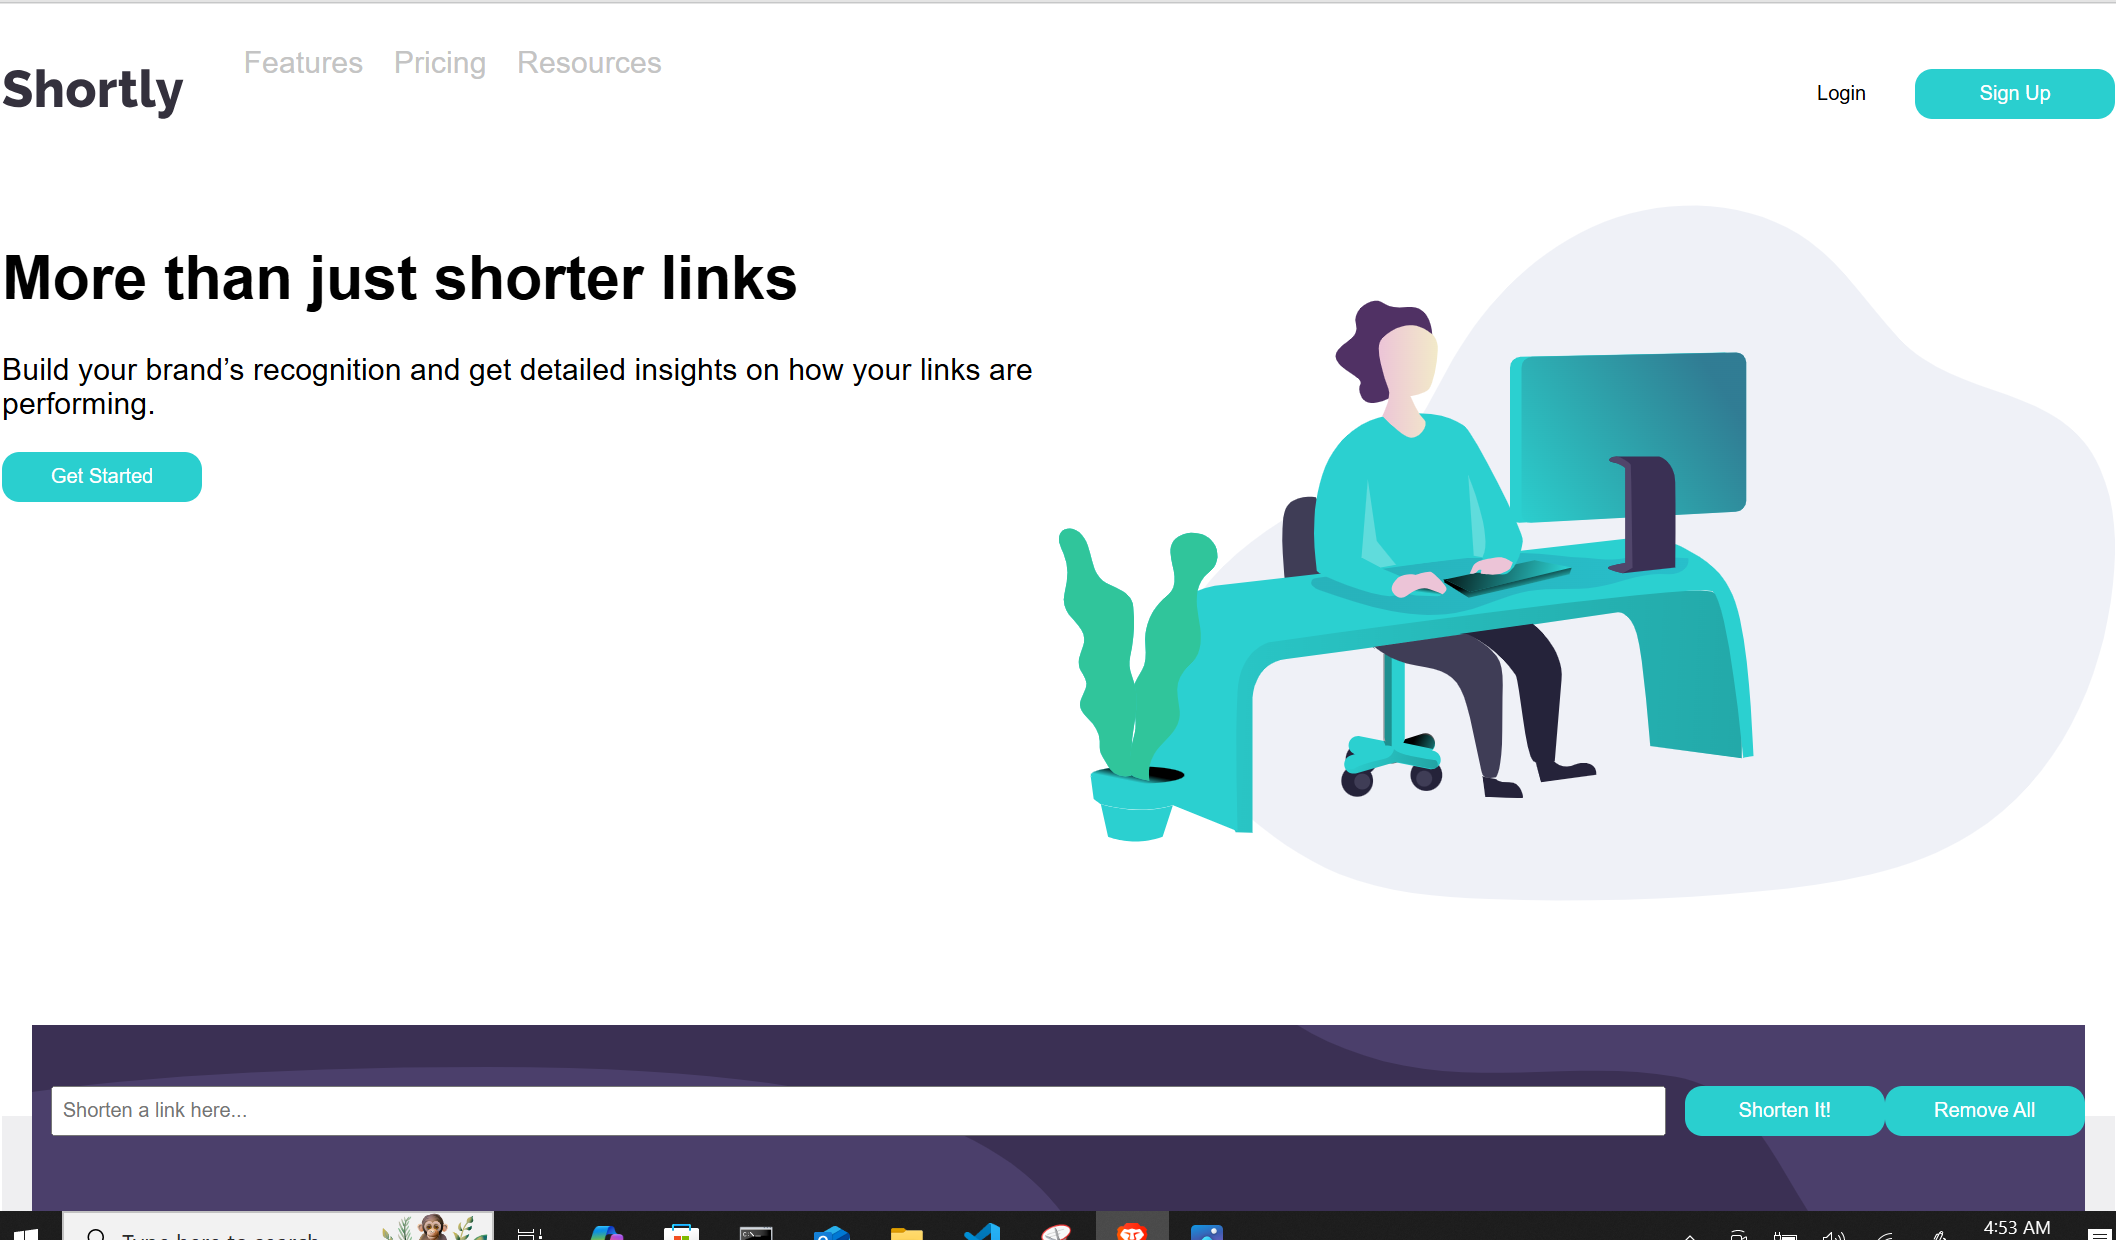 Shortly
Features Pricing Resources
Login
Sign Up
More than just shorter links
Build your brand’s recognition and get detailed insights on how your links are
performing.
Get Started
Shorten a link here...
Shorten It!
Remove All
Type here to search
4:53 AM